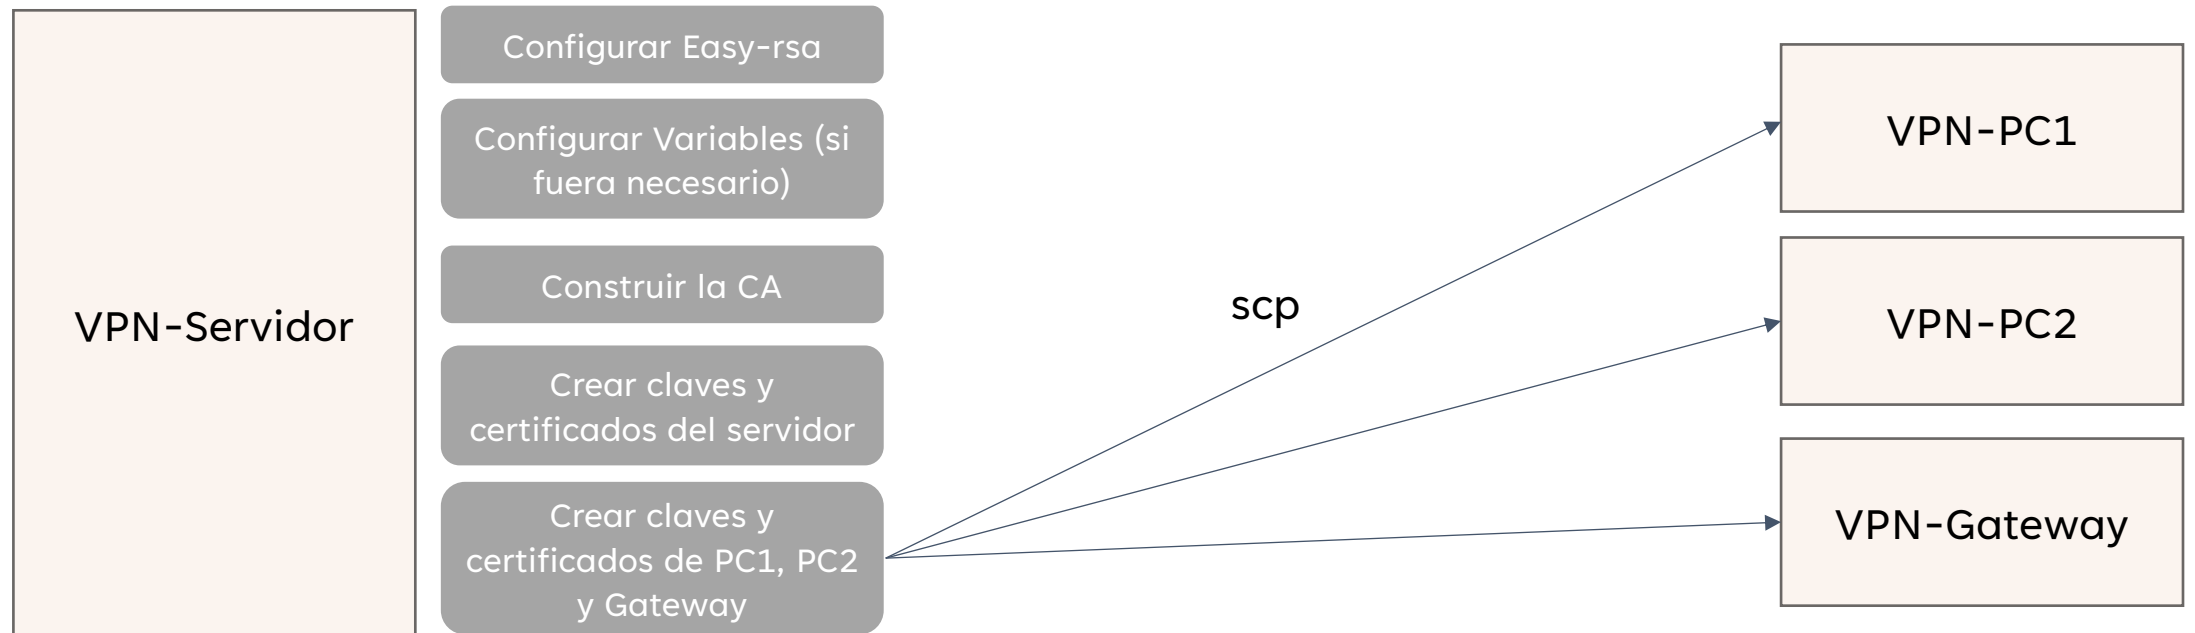 VPN-Servidor
Configurar Easy-rsa
Configurar Variables (si
fuera necesario)
Construir la CA
Crear claves y
certificados del servidor
Crear claves y
certificados de PC1, PC2
y Gateway
scp
VPN-PC1
VPN-PC2
VPN-Gateway